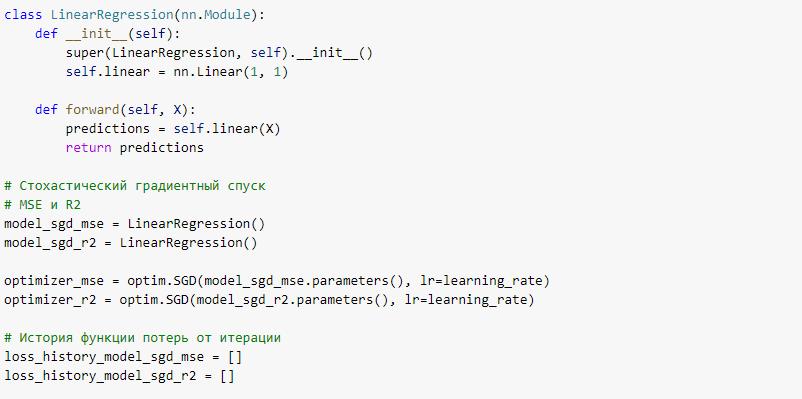 class LinearRegression(nn.Module):
    def __init__(self):
        super(LinearRegression, self).__init__()
        self.linear = nn.Linear(1, 1)

    def forward(self, X):
        predictions = self.linear(X)
        return predictions

# Стохастический градиентный спуск
# MSE и R2
model_sgd_mse = LinearRegression()
model_sgd_r2 = LinearRegression()

optimizer_mse = optim.SGD(model_sgd_mse.parameters(), lr=learning_rate)
optimizer_r2 = optim.SGD(model_sgd_r2.parameters(), lr=learning_rate)

# История функции потерь от итерации
loss_history_model_sgd_mse = []
loss_history_model_sgd_r2 = []